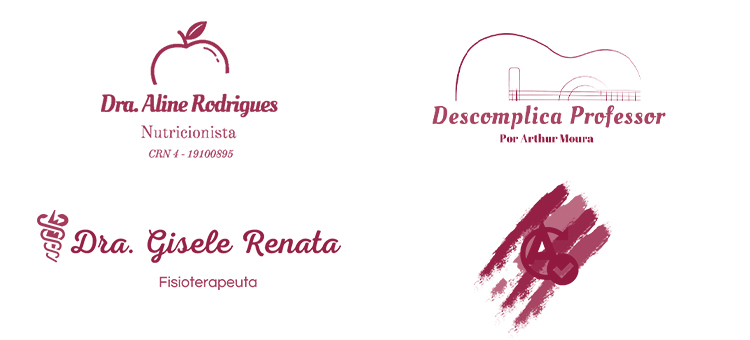 Dra. Aline Rodrigues
Nutricionista
CRN 4 - 19100895
Descomplica Professor
Por Arthur Moura
Dra. Gisele Renata
Fisioterapeuta
A